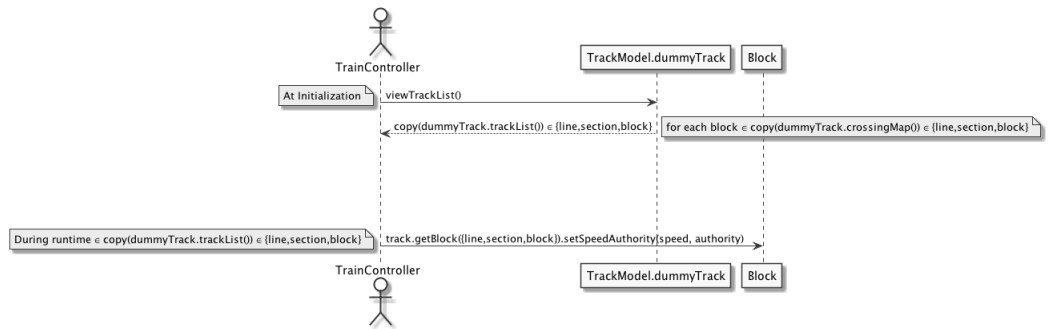 TrainController
TrackModel.dummyTrack
Block
At Initialization
viewTrackList()
copy(dummyTrack.trackList()) ∈ {line,section,block}
for each block ∈ copy(dummyTrack.crossingMap()) ∈ {line,section,block}
During runtime ∈ copy(dummyTrack.trackList()) ∈ {line,section,block}
track.getBlock({line,section,block}).setSpeedAuthority(speed, authority)
TrainController
TrackModel.dummyTrack
Block